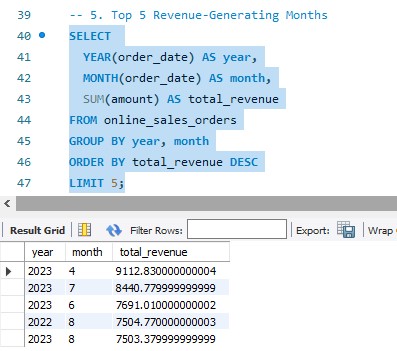 39 -- 5. Top 5 Revenue-Generating Months
40 SELECT
41 YEAR(order_date) AS year,
42 MONTH(order_date) AS month,
43 SUM(amount) AS total_revenue
44 FROM online_sales_orders
45 GROUP BY year, month
46 ORDER BY total_revenue DESC
47 LIMIT 5;
Result Grid Filter Rows: Export: Wrap
year month total_revenue
2023 4 9112.830000000004
2023 7 8440.779999999999
2023 6 7691.010000000002
2022 8 7504.770000000003
2023 8 7503.379999999999